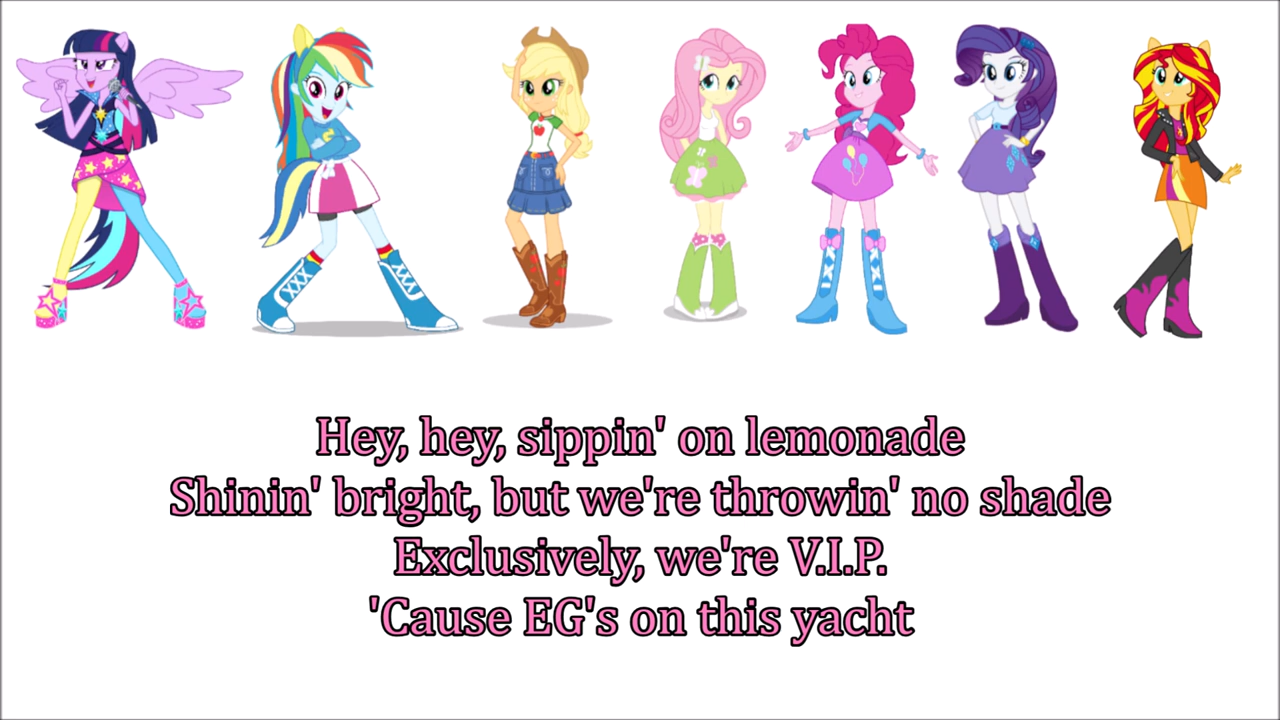 Hey, hey, sippin' on lemonade
Shinin' bright, but we're throwin' no shade
Exclusively, we're V.I.P.
'Cause EG's on this yacht